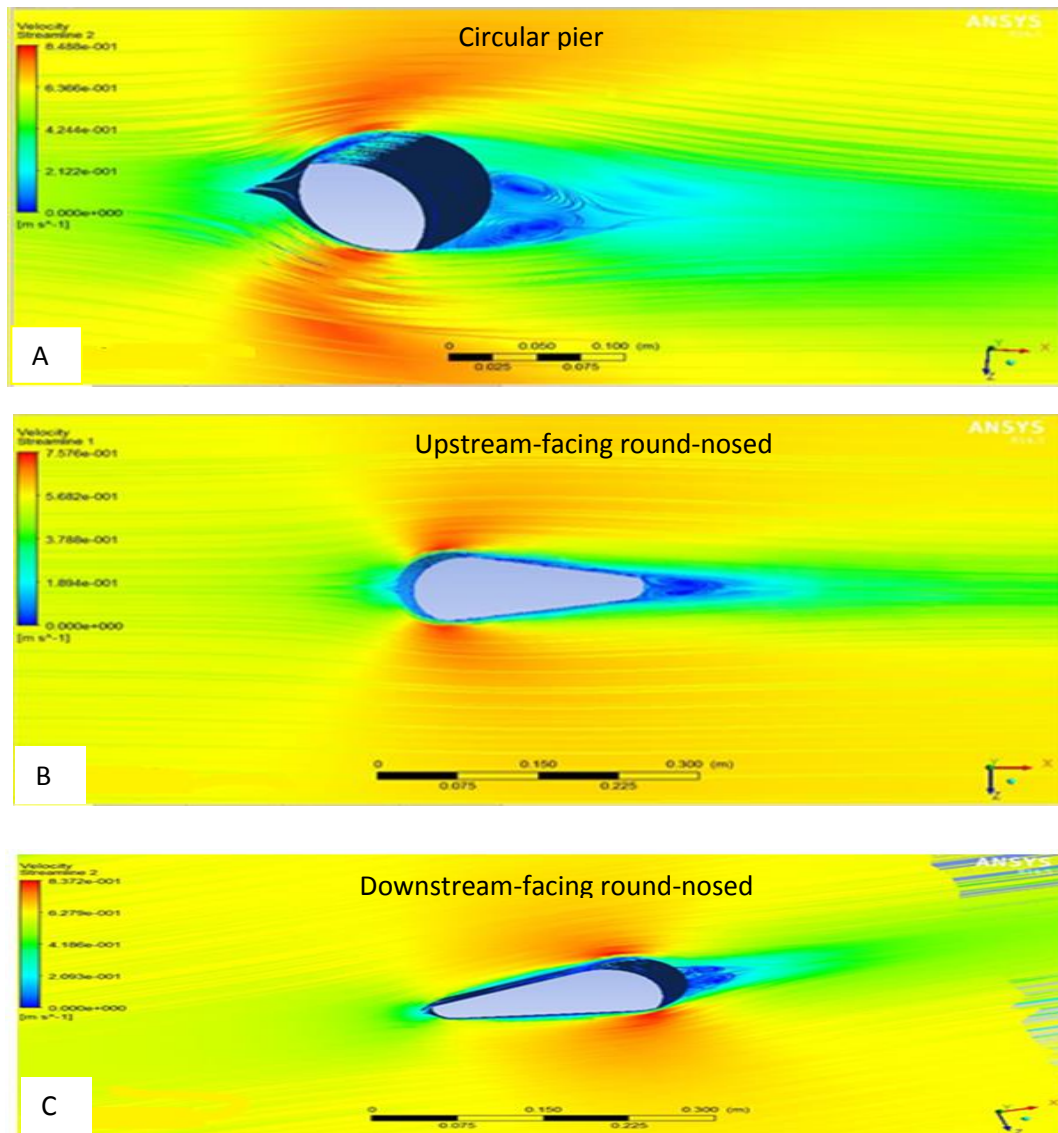 Velocity
Streamline 2
8.488e-001
6.366e-001
4.244e-001
2.122e-001
0.000e+000
[m s^-1]
Circular pier
ANSYS
A
0 0.050 0.100 (m)
0.025 0.075
Y X
Z
Velocity
Streamline 1
7.576e-001
5.682e-001
3.788e-001
1.894e-001
0.000e+000
[m s^-1]
Upstream-facing round-nosed
ANSYS
B
0 0.150 0.300 (m)
0.075 0.225
Y X
Z
Velocity
Streamline 2
8.372e-001
6.279e-001
4.186e-001
2.093e-001
0.000e+000
[m s^-1]
Downstream-facing round-nosed
ANSYS
C
0 0.150 0.300 (m)
0.075 0.225
Y X
Z